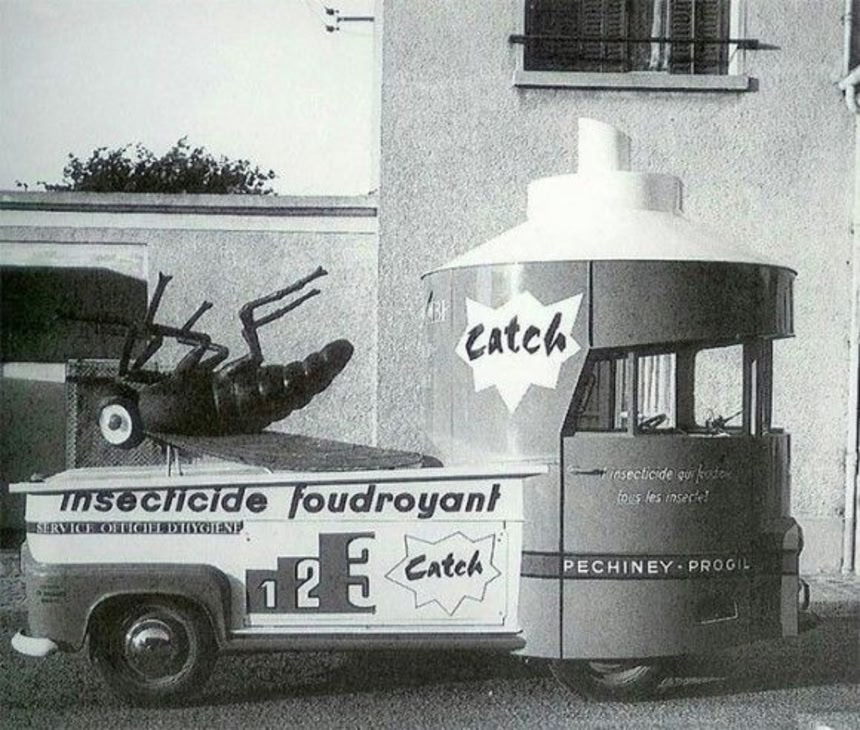 Catch
l'insecticide qui foudroie
tous les insectes
PECHINEY-PROGIL
insecticide foudroyant
SERVICE OFFICIEL D'HYGIENE
1 2 3
Catch